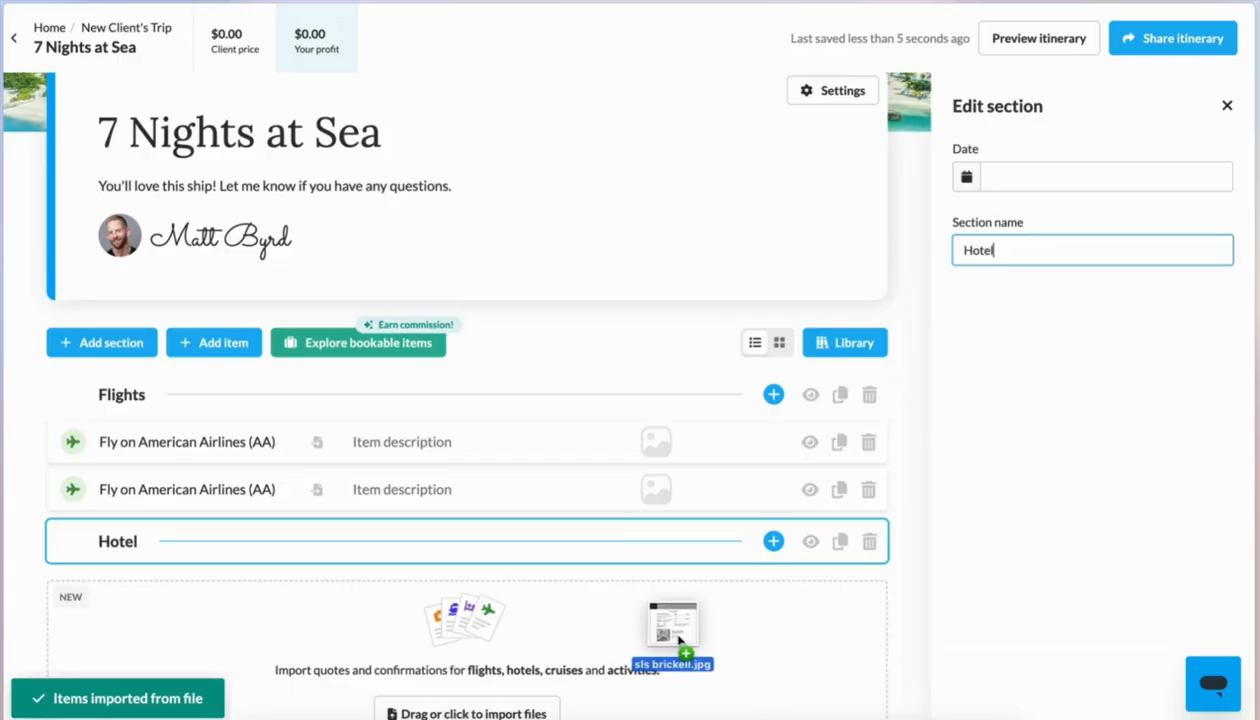 Home / New Client's Trip
7 Nights at Sea
$0.00
Client price
$0.00
Your profit
Last saved less than 5 seconds ago
Preview itinerary
Share itinerary
Settings
7 Nights at Sea
You'll love this ship! Let me know if you have any questions.
Matt Byrd
Edit section
Date
Section name
Hotel
Earn commission!
+ Add section
+ Add item
Explore bookable items
Library
Flights
Fly on American Airlines (AA)
Item description
Fly on American Airlines (AA)
Item description
Hotel
NEW
sls brickell.jpg
Import quotes and confirmations for flights, hotels, cruises and activities.
Drag or click to import files
Items imported from file